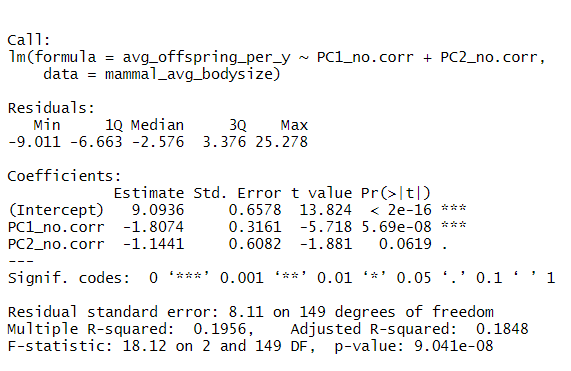 Call:
lm(formula = avg_offspring_per_y ~ PC1_no.corr + PC2_no.corr,
    data = mammal_avg_bodysize)

Residuals:
   Min     1Q Median     3Q    Max
-9.011 -6.663 -2.576  3.376 25.278

Coefficients:
            Estimate Std. Error t value Pr(>|t|)
(Intercept)   9.0936     0.6578  13.824  < 2e-16 ***
PC1_no.corr  -1.8074     0.3161  -5.718 5.69e-08 ***
PC2_no.corr  -1.1441     0.6082  -1.881   0.0619 .
---
Signif. codes:  0 ‘***’ 0.001 ‘**’ 0.01 ‘*’ 0.05 ‘.’ 0.1 ‘ ’ 1

Residual standard error: 8.11 on 149 degrees of freedom
Multiple R-squared:  0.1956,    Adjusted R-squared:  0.1848
F-statistic: 18.12 on 2 and 149 DF,  p-value: 9.041e-08